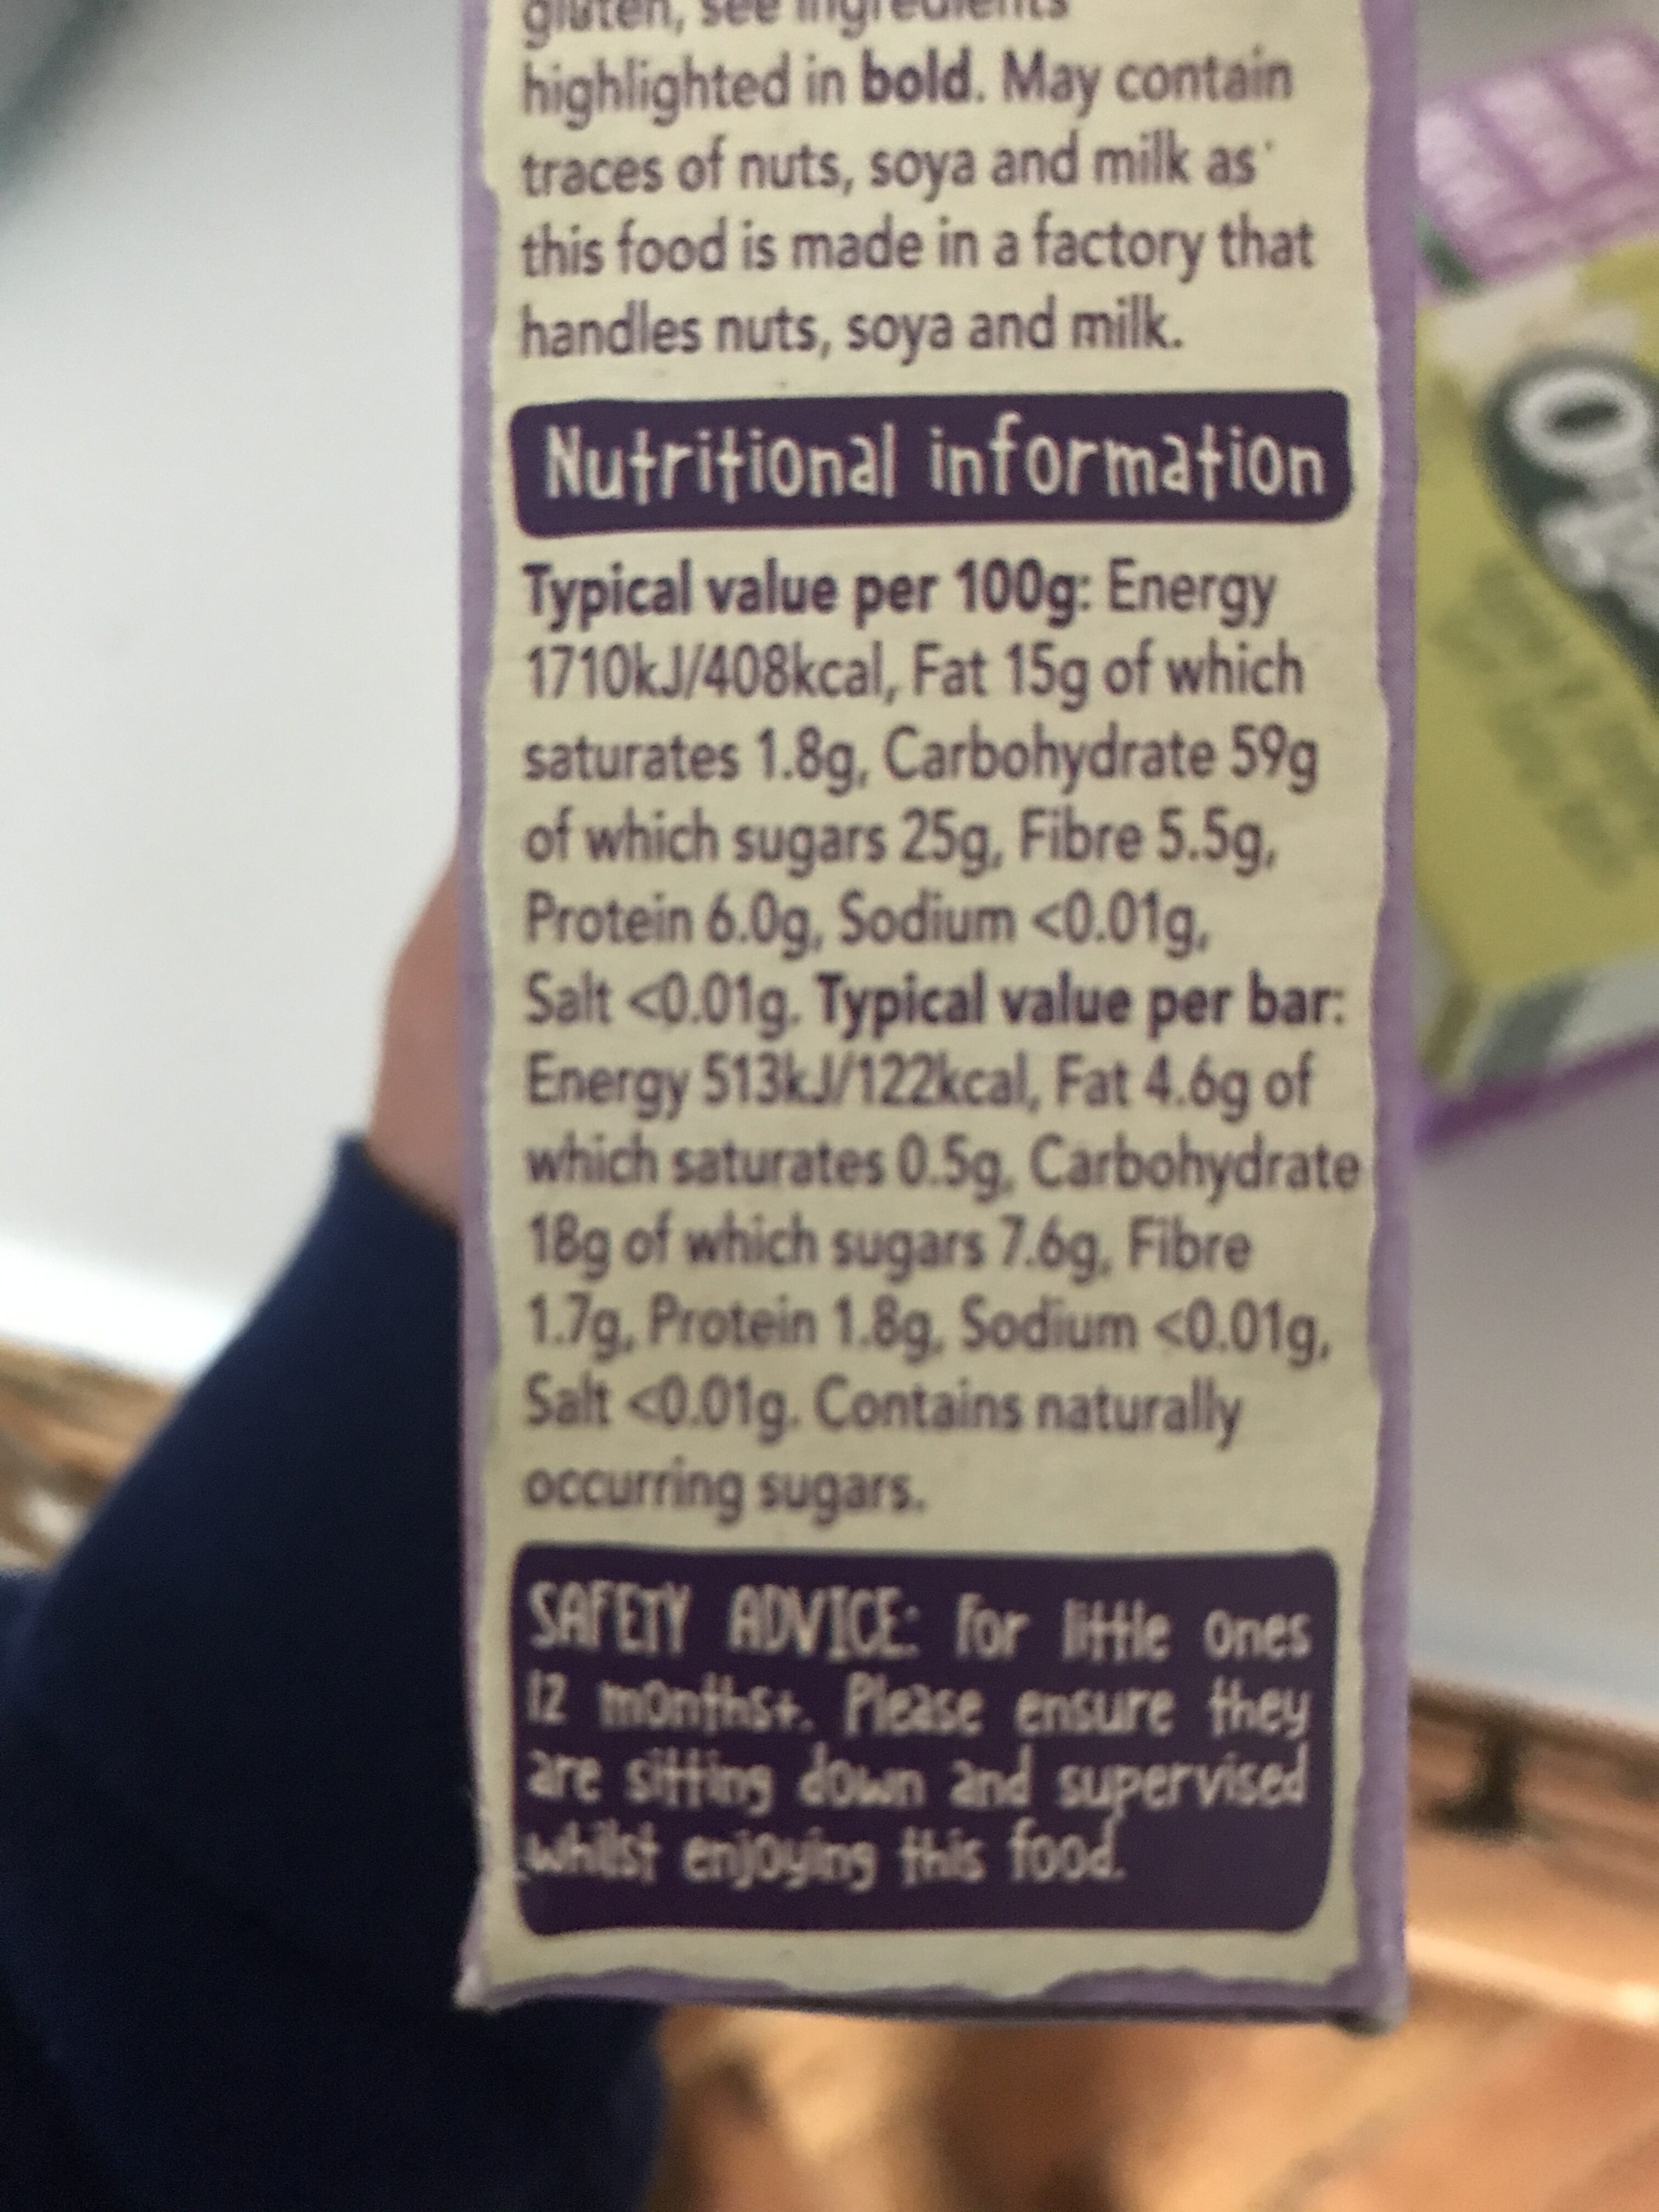 gluten, see ingredients
highlighted in bold. May contain
traces of nuts, soya and milk as
this food is made in a factory that
handles nuts, soya and milk.
Nutritional information
Typical value per 100g: Energy
1710kJ/408kcal, Fat 15g of which
saturates 1.8g, Carbohydrate 59g
of which sugars 25g, Fibre 5.5g,
Protein 6.0g, Sodium <0.01g,
Salt <0.01g. Typical value per bar:
Energy 513kJ/122kcal, Fat 4.6g of
which saturates 0.5g, Carbohydrate
18g of which sugars 7.6g, Fibre
1.7g, Protein 1.8g, Sodium <0.01g,
Salt <0.01g. Contains naturally
occurring sugars.
SAFETY ADVICE: For little ones
12 months+. Please ensure they
are sitting down and supervised
whilst enjoying this food.